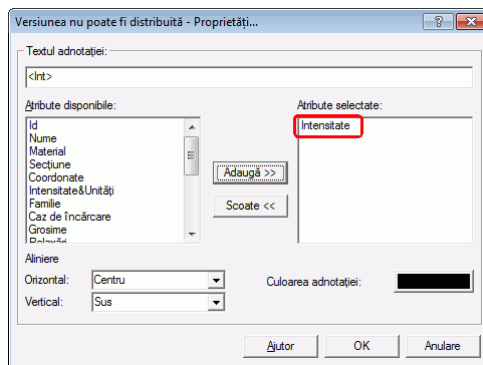 Versiunea nu poate fi distribuită - Proprietăți...
Textul adnotației:
<Int>
Atribute disponibile:
Atribute selectate:
Id
Nume
Material
Secțiune
Coordonate
Intensitate&Unități
Familie
Caz de încărcare
Grosime
Relaxări
Intensitate
Adaugă >>
Scoate <<
Aliniere
Orizontal: Centru
Culoarea adnotației:
Vertical: Sus
Ajutor OK Anulare